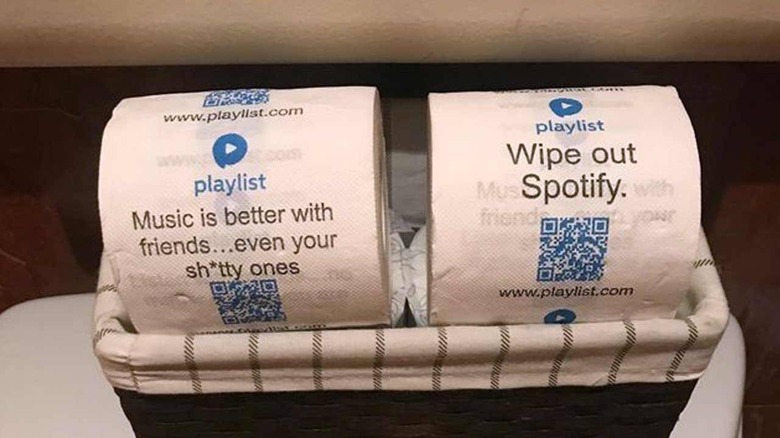 www.playlist.com
playlist
Music is better with
friends...even your
sh*tty ones
playlist
Wipe out
Spotify.
www.playlist.com